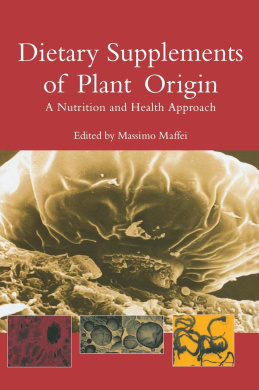 Dietary Supplements
of Plant Origin
A Nutrition and Health Approach
Edited by Massimo Maffei